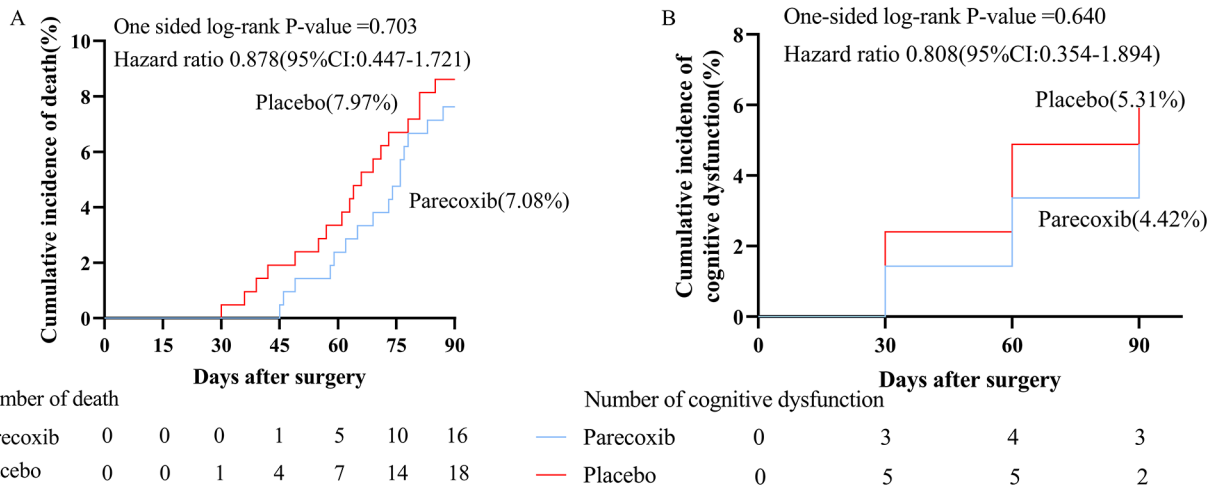 A
One sided log-rank P-value =0.703
Hazard ratio 0.878(95%CI:0.447-1.721)
Placebo(7.97%)
Parecoxib(7.08%)
Cumulative incidence of death(%)
10
8
6
4
2
0
0 15 30 45 60 75 90
Days after surgery
mber of death
recoxib 0 0 0 1 5 10 16
cebo 0 0 1 4 7 14 18
B
One-sided log-rank P-value =0.640
Hazard ratio 0.808(95%CI:0.354-1.894)
Placebo(5.31%)
Parecoxib(4.42%)
Cumulative incidence of
cognitive dysfunction(%)
8
6
4
2
0
0 30 60 90
Days after surgery
Number of cognitive dysfunction
Parecoxib 0 3 4 3
Placebo 0 5 5 2